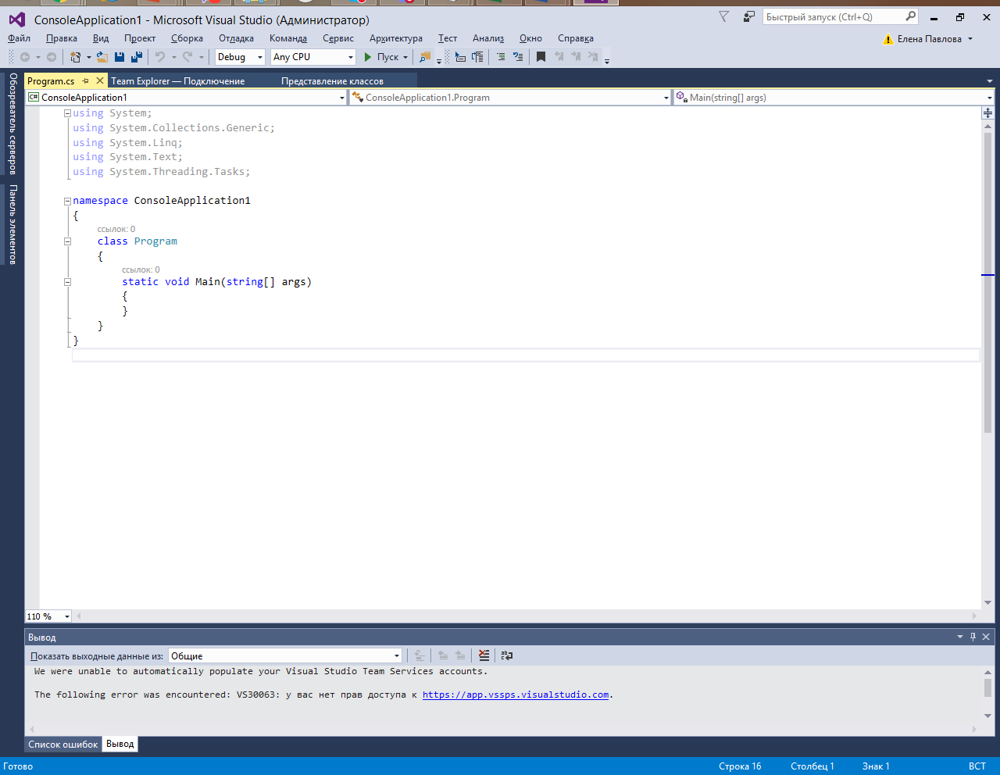 ConsoleApplication1 - Microsoft Visual Studio (Администратор)
Быстрый запуск (Ctrl+Q)
Файл Правка Вид Проект Сборка Отладка Команда Сервис Архитектура Тест Анализ Окно Справка
Елена Павлова
Debug Any CPU Пуск
Обозреватель серверов
Панель элементов
Program.cs Team Explorer — Подключение Представление классов
C# ConsoleApplication1 ConsoleApplication1.Program Main(string[] args)
using System;
using System.Collections.Generic;
using System.Linq;
using System.Text;
using System.Threading.Tasks;
namespace ConsoleApplication1
{
ссылок: 0
class Program
{
ссылок: 0
static void Main(string[] args)
{
}
}
}
110 %
Вывод
Показать выходные данные из: Общие
We were unable to automatically populate your Visual Studio Team Services accounts.
The following error was encountered: VS30063: у вас нет прав доступа к https://app.vssps.visualstudio.com.
Список ошибок Вывод
Готово Строка 16 Столбец 1 Знак 1 ВСТ